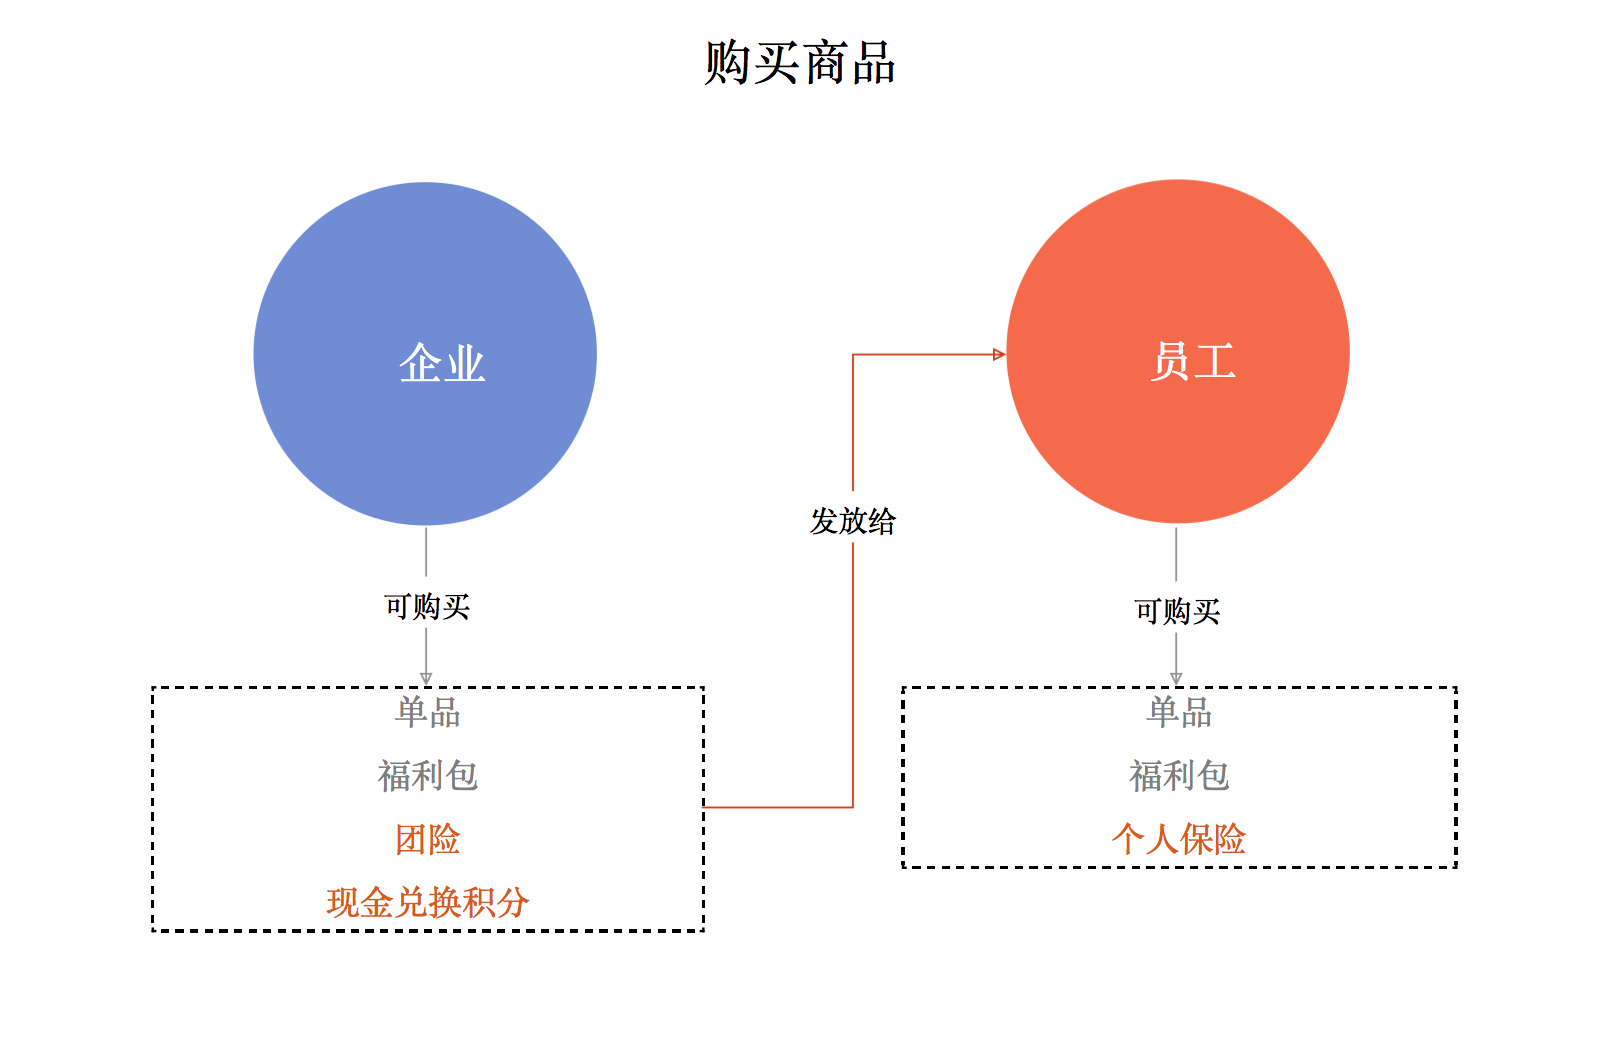 购买商品
企业
员工
发放给
可购买
可购买
单品
福利包
团险
现金兑换积分
单品
福利包
个人保险